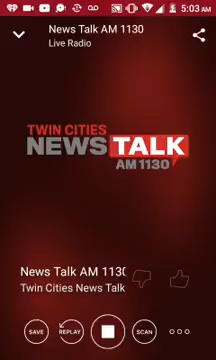 5:03 AM
News Talk AM 1130
Live Radio
TWIN CITIES
NEWS TALK
AM 1130
News Talk AM 113
Twin Cities News Talk
SAVE
REPLAY
SCAN